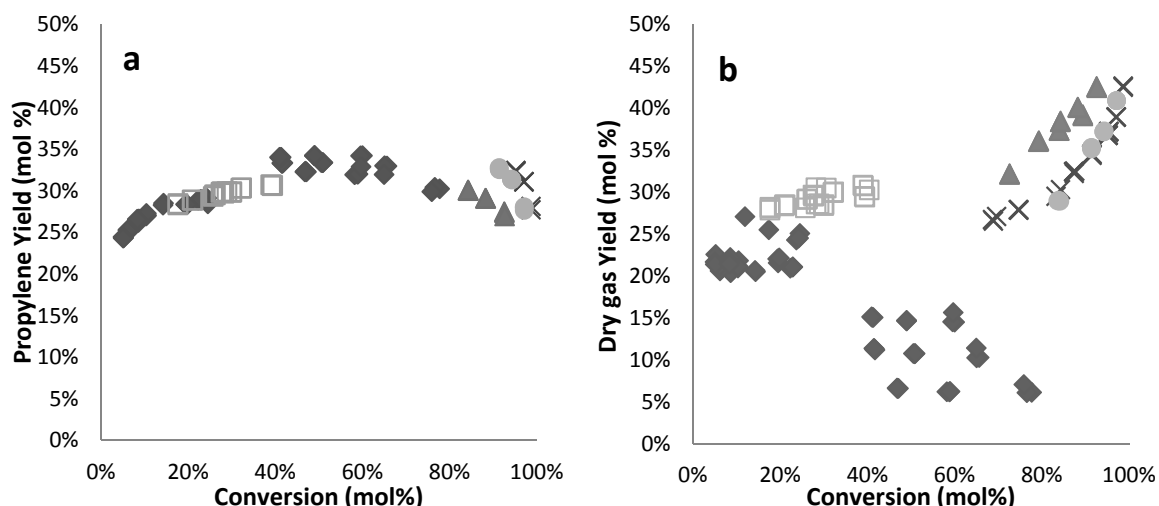 a
50%
45%
40%
35%
30%
25%
20%
15%
10%
5%
0%
Propylene Yield (mol %)
0% 20% 40% 60% 80% 100%
Conversion (mol%)
b
50%
45%
40%
35%
30%
25%
20%
15%
10%
5%
0%
Dry gas Yield (mol %)
0% 20% 40% 60% 80% 100%
Conversion (mol%)